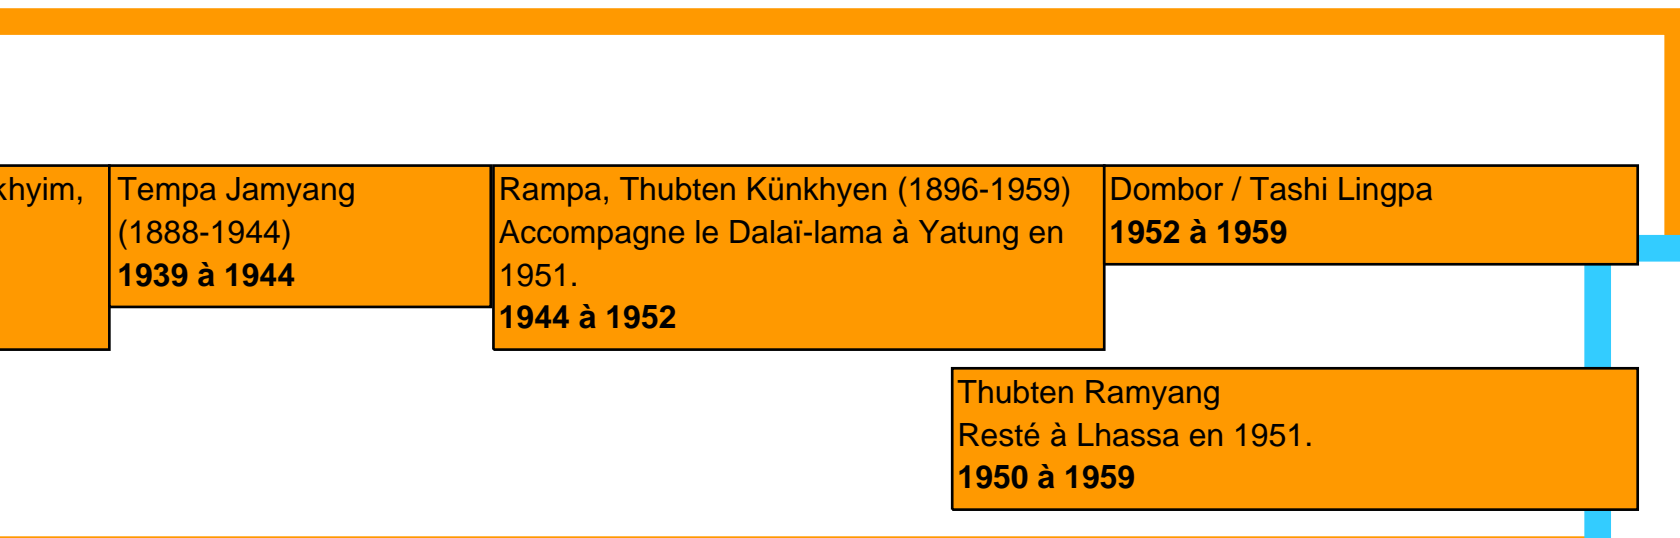 khyim,
Tempa Jamyang
(1888-1944)
1939 à 1944
Rampa, Thubten Künkhyen (1896-1959)
Accompagne le Dalaï-lama à Yatung en
1951.
1944 à 1952
Dombor / Tashi Lingpa
1952 à 1959
Thubten Ramyang
Resté à Lhassa en 1951.
1950 à 1959